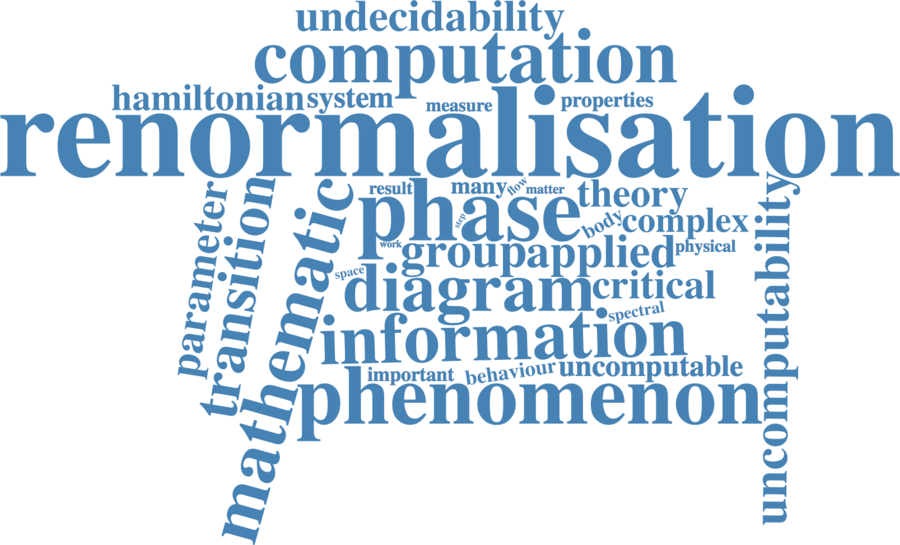 undecidability
computation
hamiltonian system
measure
properties
renormalisation
result
many
flow
matter
theory
phase
step
body
complex
parameter
transition
mathematic
work
group applied
physical
uncomputability
space
diagram
critical
information
spectral
important
behaviour
uncomputable
phenomenon